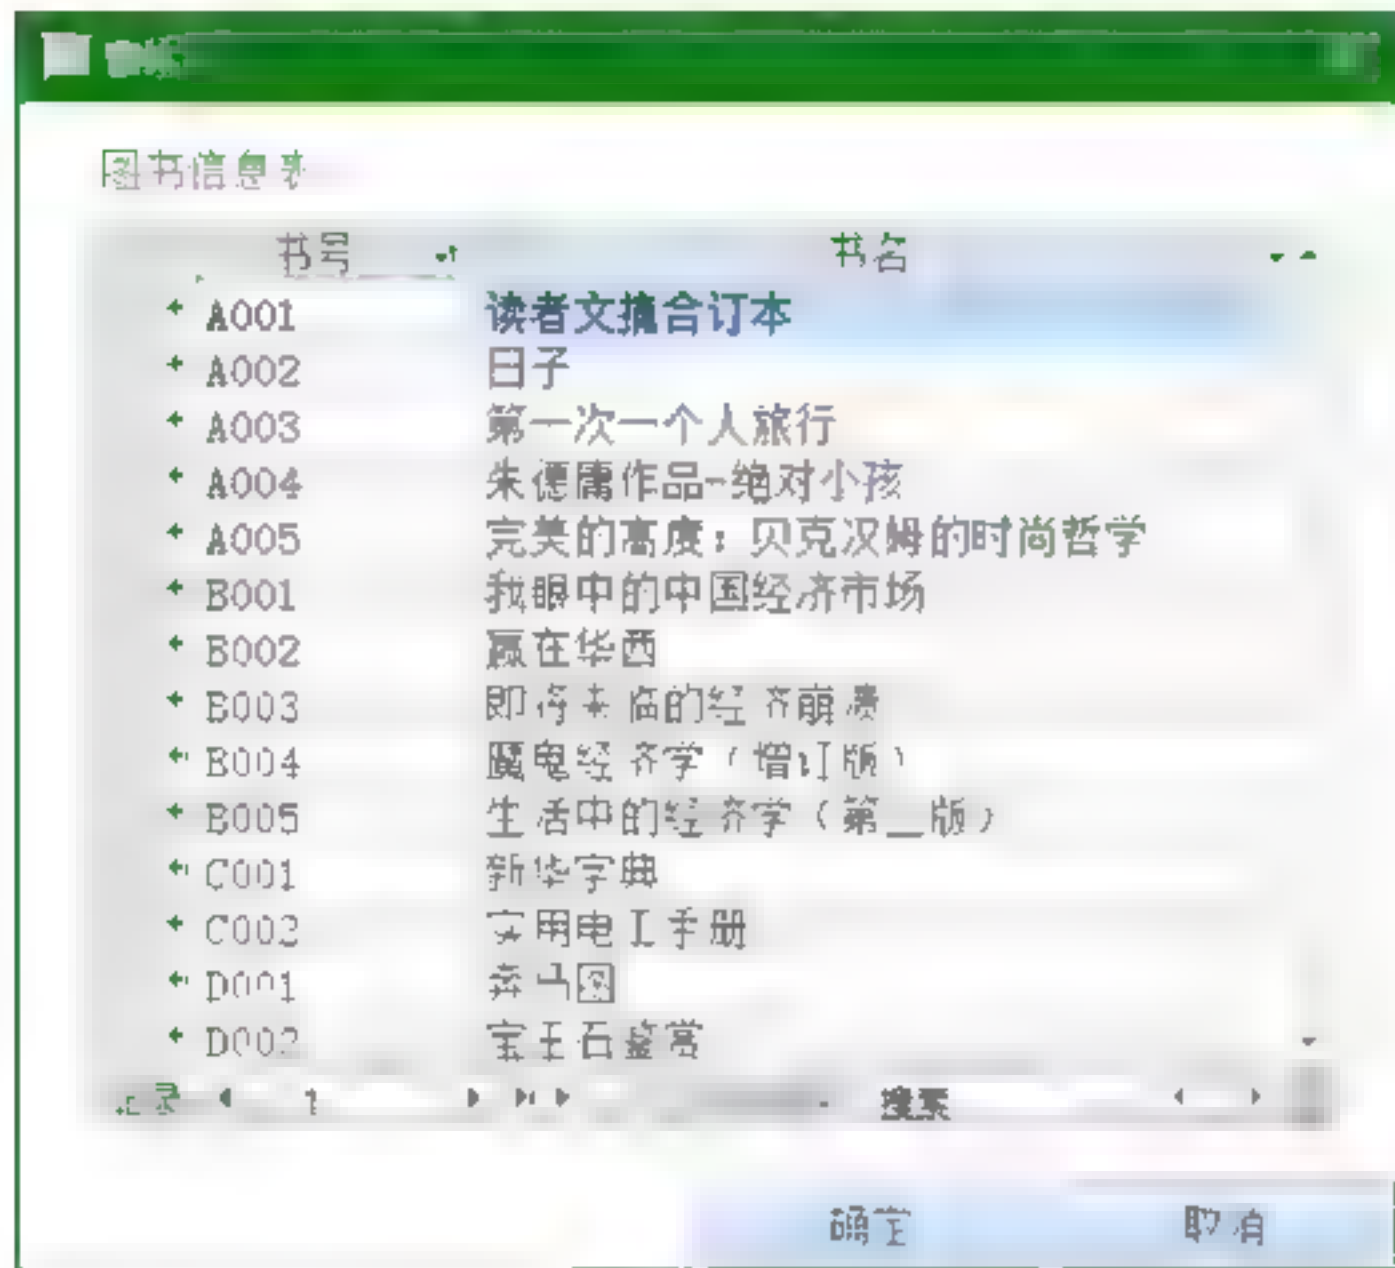 图书信息表
书号 书名
A001 读者文摘合订本
A002 日子
A003 第一次一个人旅行
A004 朱德庸作品-绝对小孩
A005 完美的高度：贝克汉姆的时尚哲学
B001 我眼中的中国经济市场
B002 赢在华西
B003 即将来临的经济崩溃
B004 魔鬼经济学（增订版）
B005 生活中的经济学（第二版）
C001 新华字典
C002 实用电工手册
D001 奔马图
D002 宝玉石鉴赏
记录 1 搜索
确定 取消